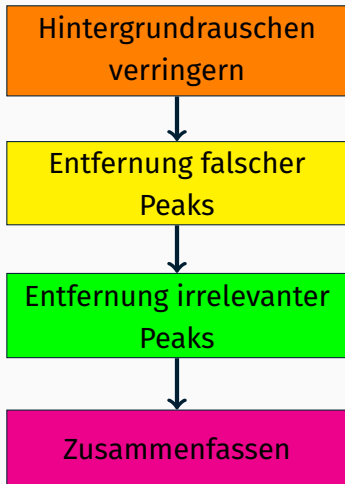 Hintergrundrauschen
verringern
Entfernung falscher
Peaks
Entfernung irrelevanter
Peaks
Zusammenfassen